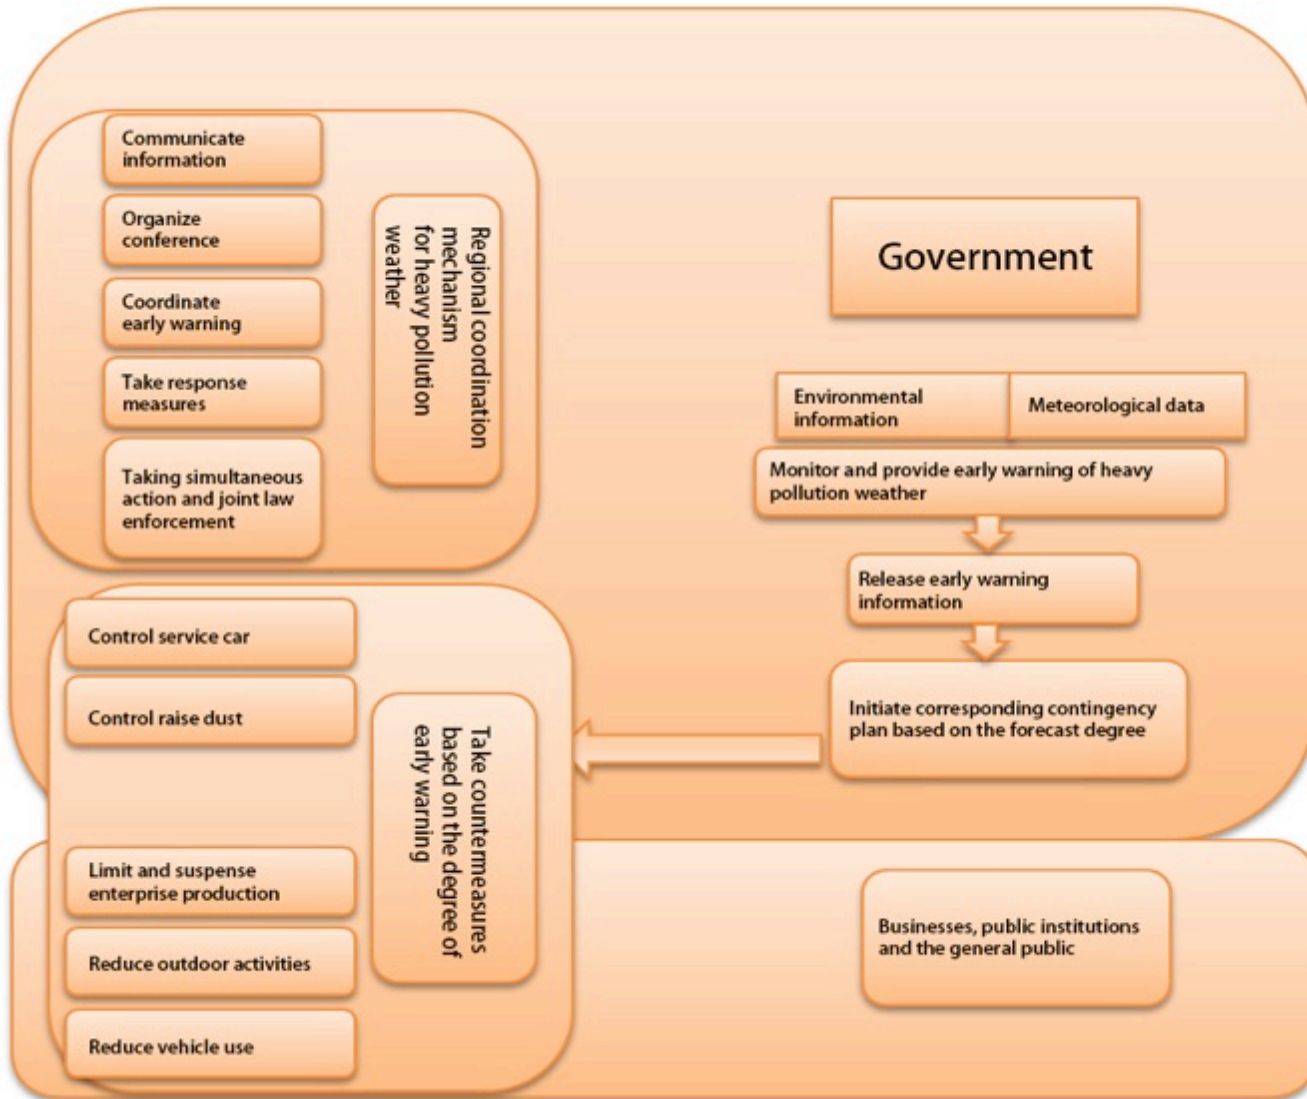 Communicate
information
Organize
conference
Coordinate
early warning
Take response
measures
Taking simultaneous
action and joint law
enforcement
Regional coordination
mechanism
for heavy pollution
weather
Government
Environmental
information
Meteorological data
Monitor and provide early warning of heavy
pollution weather
Release early warning
information
Initiate corresponding contingency
plan based on the forecast degree
Control service car
Control raise dust
Limit and suspense
enterprise production
Reduce outdoor activities
Reduce vehicle use
Take countermeasures
based on the degree of
early warning
Businesses, public institutions
and the general public